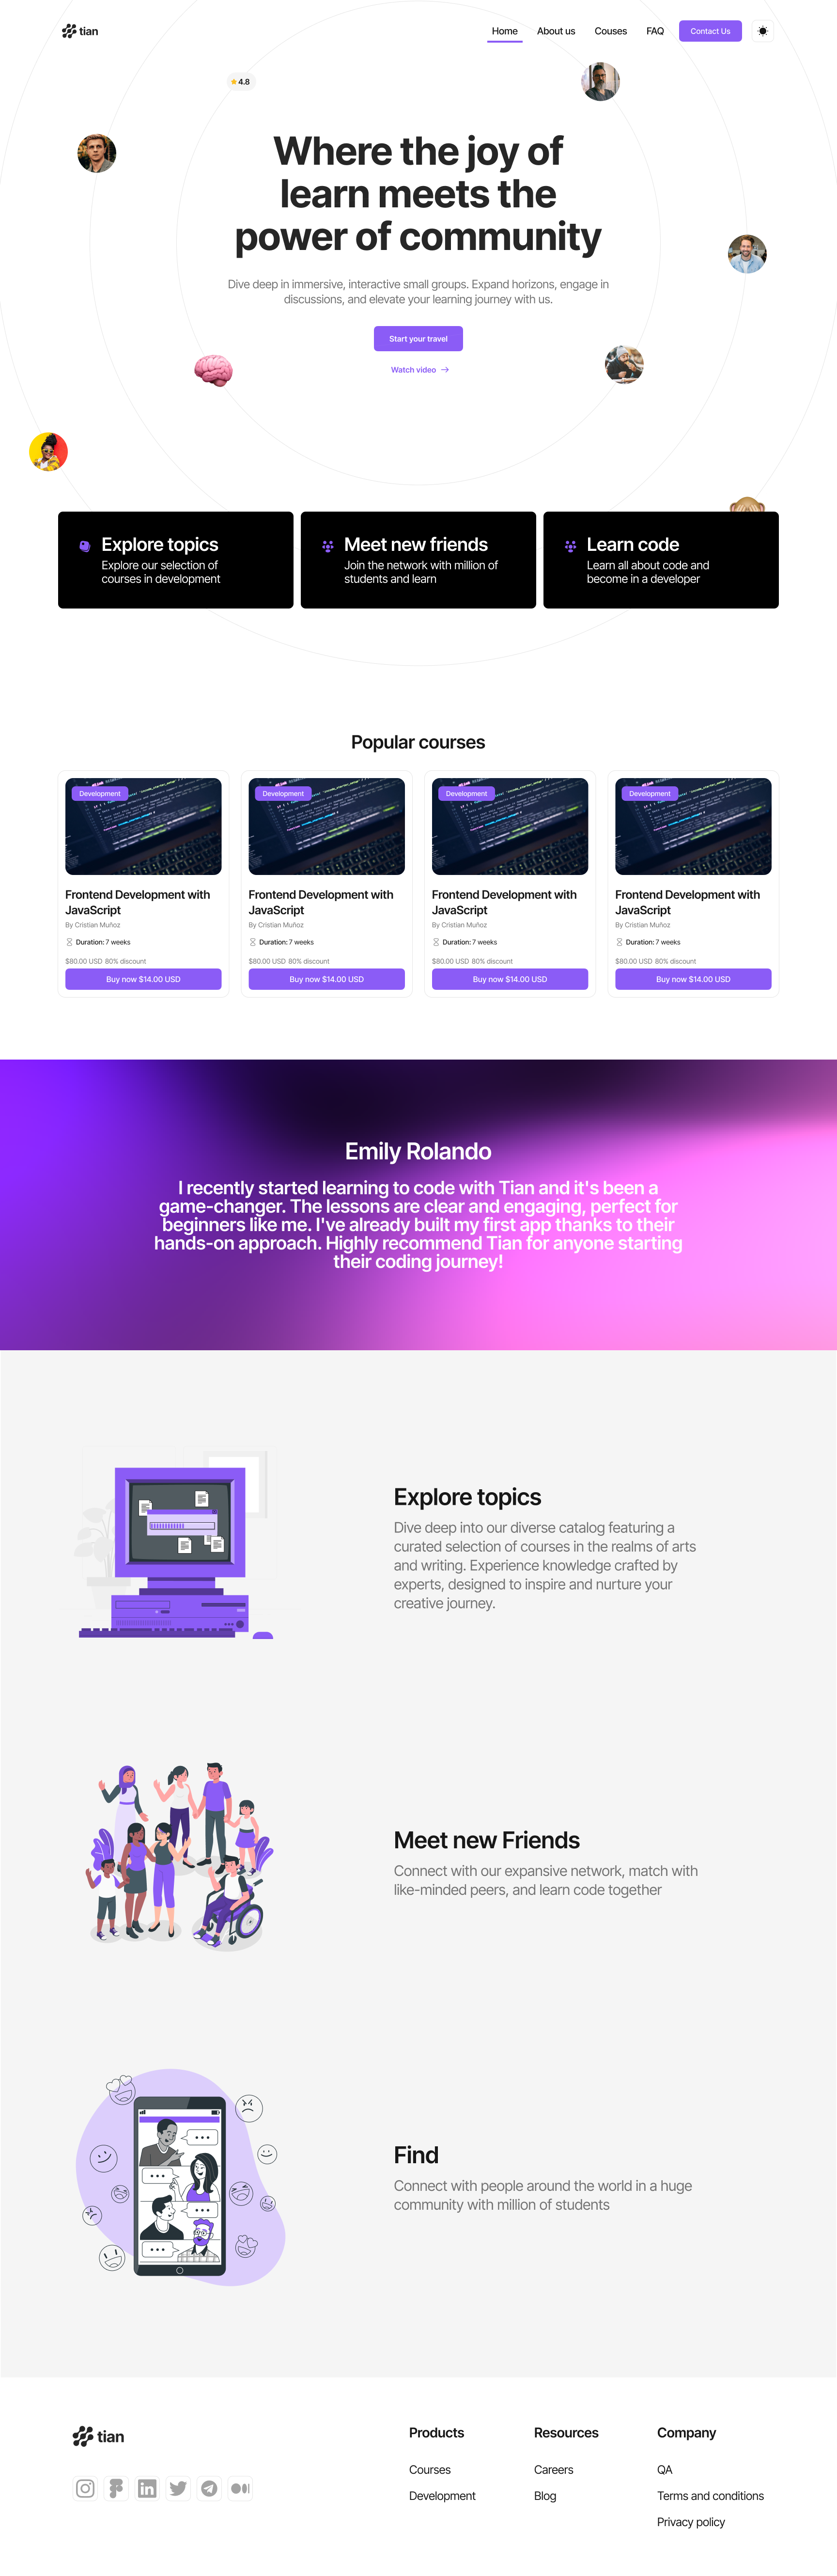 tian
Home
About us
Couses
FAQ
Contact Us
4.8
Where the joy of
learn meets the
power of community
Dive deep in immersive, interactive small groups. Expand horizons, engage in
discussions, and elevate your learning journey with us.
Start your travel
Watch video
Explore topics
Explore our selection of
courses in development
Meet new friends
Join the network with million of
students and learn
Learn code
Learn all about code and
become in a developer
Popular courses
Development
Frontend Development with
JavaScript
By Cristian Muñoz
Duration: 7 weeks
$80.00 USD 80% discount
Buy now $14.00 USD
Development
Frontend Development with
JavaScript
By Cristian Muñoz
Duration: 7 weeks
$80.00 USD 80% discount
Buy now $14.00 USD
Development
Frontend Development with
JavaScript
By Cristian Muñoz
Duration: 7 weeks
$80.00 USD 80% discount
Buy now $14.00 USD
Development
Frontend Development with
JavaScript
By Cristian Muñoz
Duration: 7 weeks
$80.00 USD 80% discount
Buy now $14.00 USD
Emily Rolando
I recently started learning to code with Tian and it's been a
game-changer. The lessons are clear and engaging, perfect for
beginners like me. I've already built my first app thanks to their
hands-on approach. Highly recommend Tian for anyone starting
their coding journey!
Explore topics
Dive deep into our diverse catalog featuring a
curated selection of courses in the realms of arts
and writing. Experience knowledge crafted by
experts, designed to inspire and nurture your
creative journey.
Meet new Friends
Connect with our expansive network, match with
like-minded peers, and learn code together
Find
Connect with people around the world in a huge
community with million of students
tian
Products
Courses
Development
Resources
Careers
Blog
Company
QA
Terms and conditions
Privacy policy